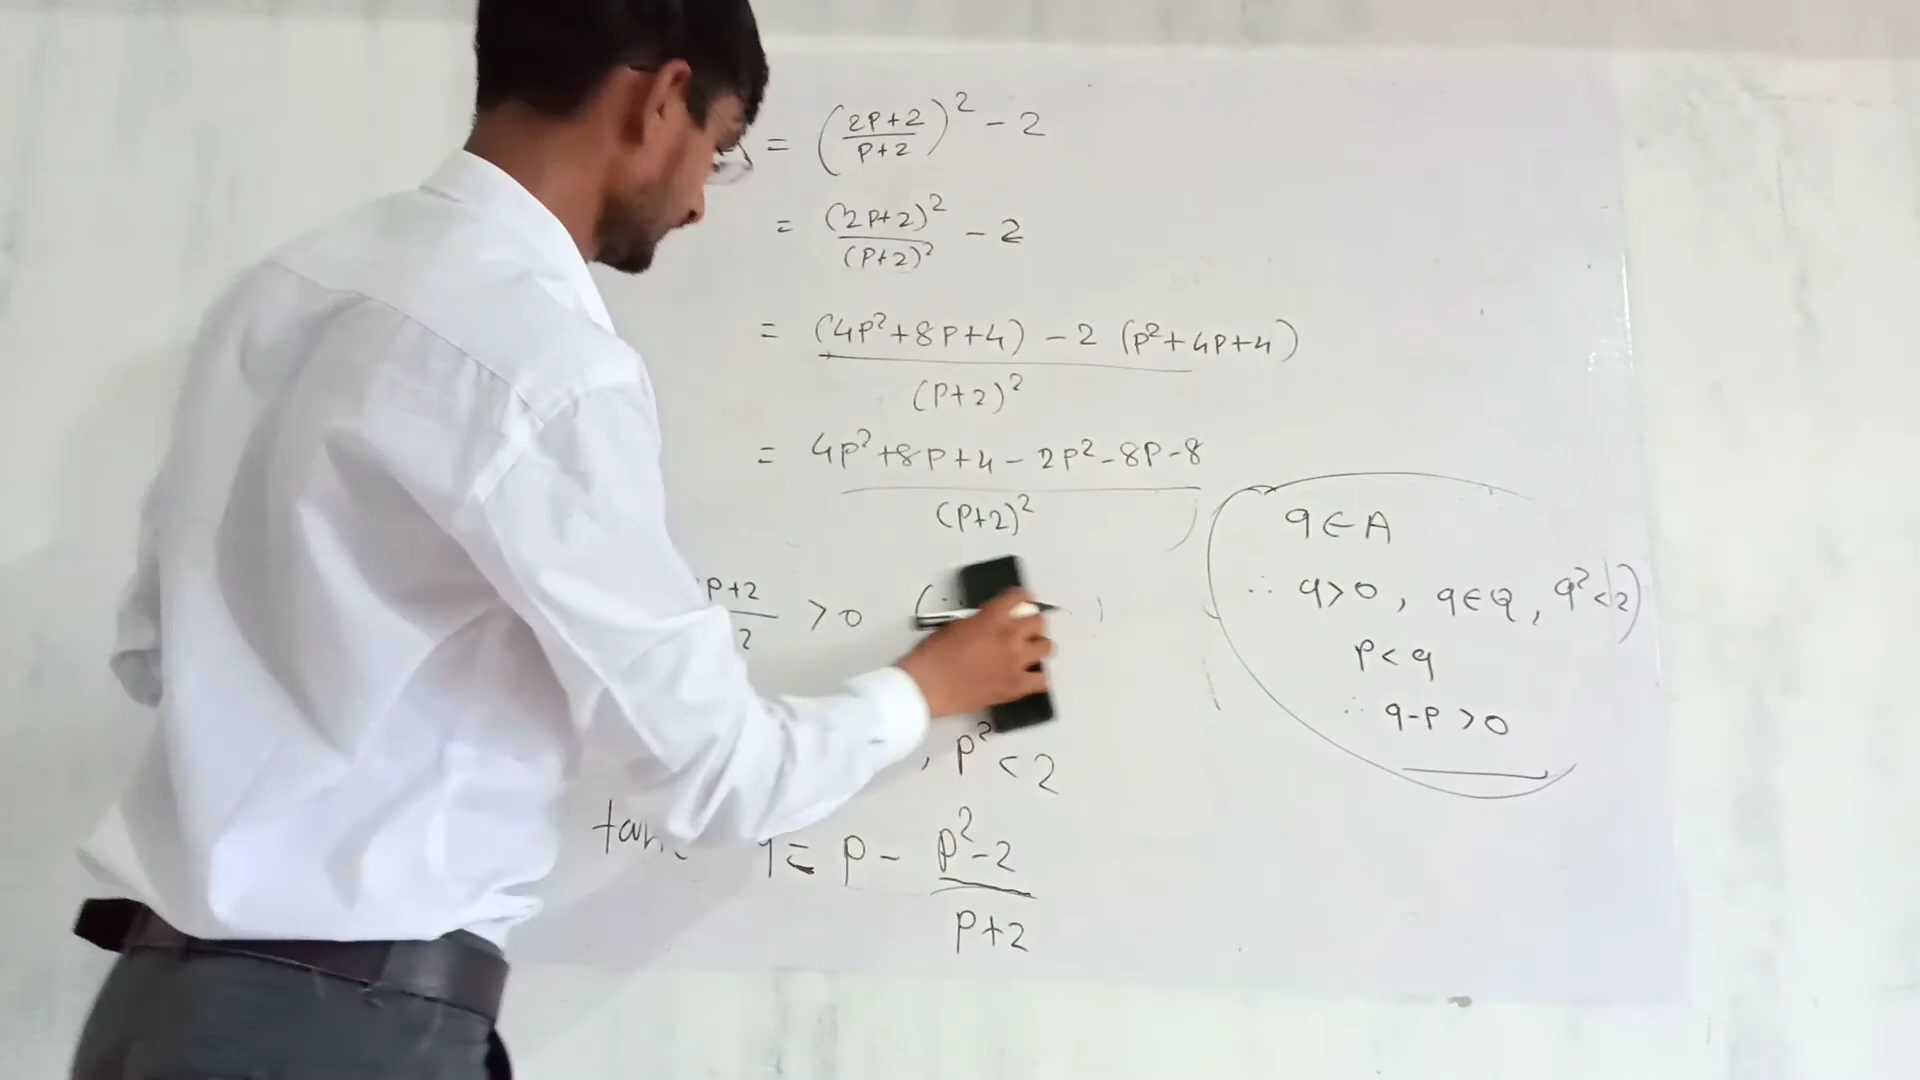 = (2P+2/P+2)² - 2
= (2P+2)²/(P+2)² - 2
= (4P²+8P+4) - 2 (P²+4P+4)
(P+2)²
= 4P²+8P+4 - 2P² - 8P - 8
(P+2)²
P+2/2 > 0 (
, P² < 2
= P - P²-2/P+2
q ∈ A
∴ q>0, q∈Q, q²<2)
P<q
∴ q-P >0